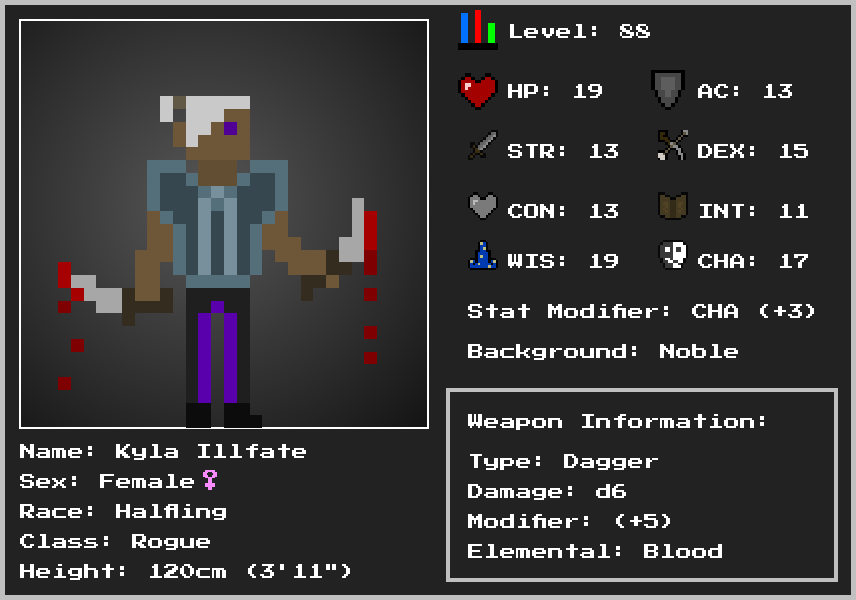 Level: 88
HP: 19 AC: 13
STR: 13 DEX: 15
CON: 13 INT: 11
WIS: 19 CHA: 17
Stat Modifier: CHA (+3)
Background: Noble
Weapon Information:
Type: Dagger
Damage: d6
Modifier: (+5)
Elemental: Blood
Name: Kyla Illfate
Sex: Female♀
Race: Halfling
Class: Rogue
Height: 120cm (3'11")